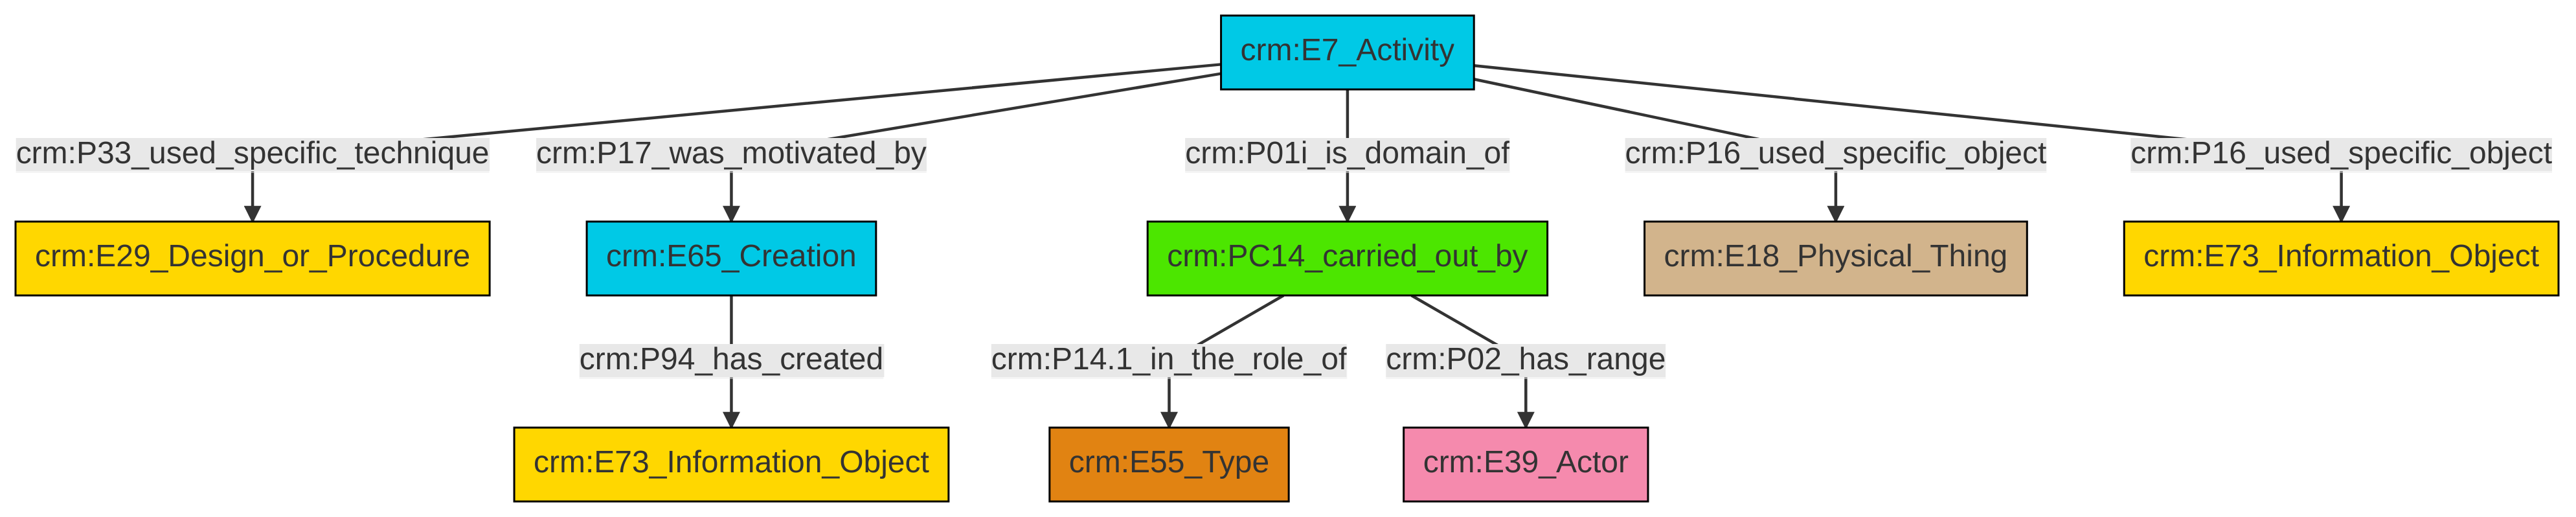 crm:E7_Activity
crm:P33_used_specific_technique
crm:P17_was_motivated_by
crm:P01i_is_domain_of
crm:P16_used_specific_object
crm:P16_used_specific_object
crm:E29_Design_or_Procedure
crm:E65_Creation
crm:PC14_carried_out_by
crm:E18_Physical_Thing
crm:E73_Information_Object
crm:P94_has_created
crm:P14.1_in_the_role_of
crm:P02_has_range
crm:E73_Information_Object
crm:E55_Type
crm:E39_Actor